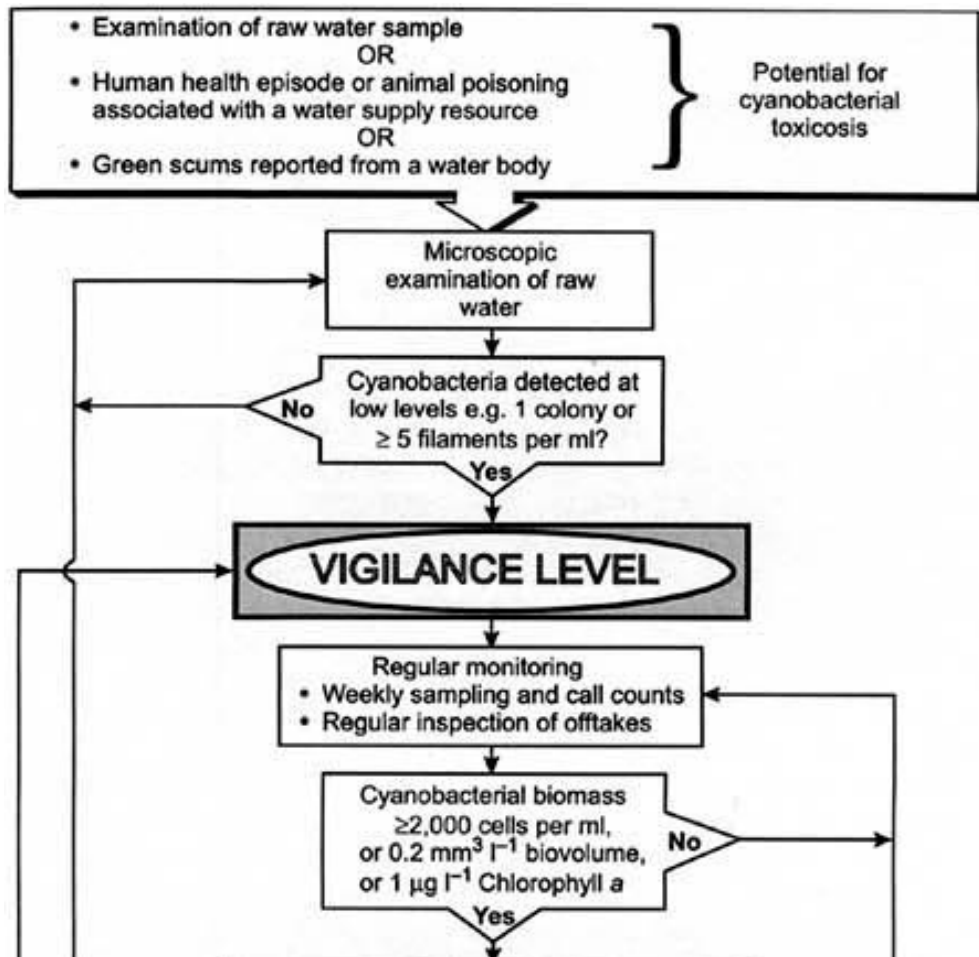 • Examination of raw water sample
OR
• Human health episode or animal poisoning
associated with a water supply resource
OR
• Green scums reported from a water body
Potential for
cyanobacterial
toxicosis
Microscopic
examination of raw
water
Cyanobacteria detected at
low levels e.g. 1 colony or
≥ 5 filaments per ml?
No
Yes
VIGILANCE LEVEL
Regular monitoring
• Weekly sampling and call counts
• Regular inspection of offtakes
Cyanobacterial biomass
≥2,000 cells per ml,
or 0.2 mm³ l⁻¹ biovolume,
or 1 µg l⁻¹ Chlorophyll a
No
Yes